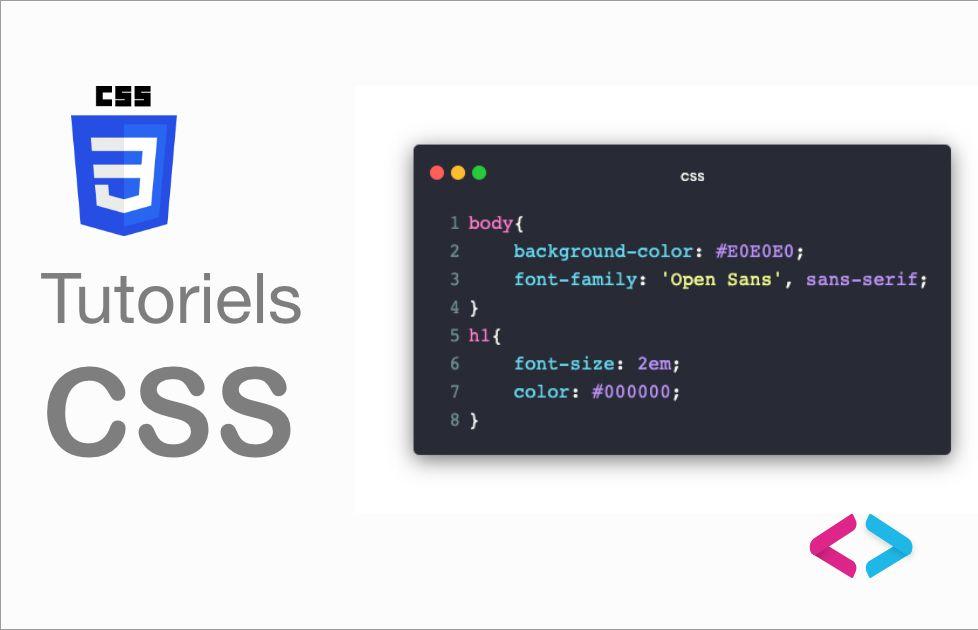 CSS
Tutoriels
CSS
css
1 body{
2     background-color: #E0E0E0;
3     font-family: 'Open Sans', sans-serif;
4 }
5 h1{
6     font-size: 2em;
7     color: #000000;
8 }